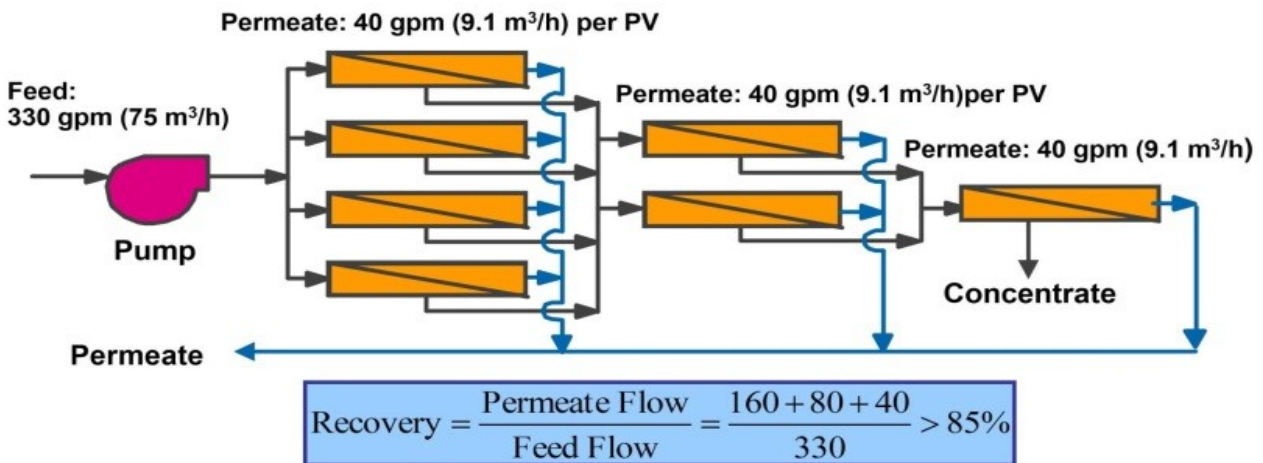 Permeate: 40 gpm (9.1 m³/h) per PV
Feed:
330 gpm (75 m³/h)
Permeate: 40 gpm (9.1 m³/h)per PV
Permeate: 40 gpm (9.1 m³/h)
Pump
Concentrate
Permeate
Recovery = Permeate Flow / Feed Flow = 160 + 80 + 40 / 330 > 85%